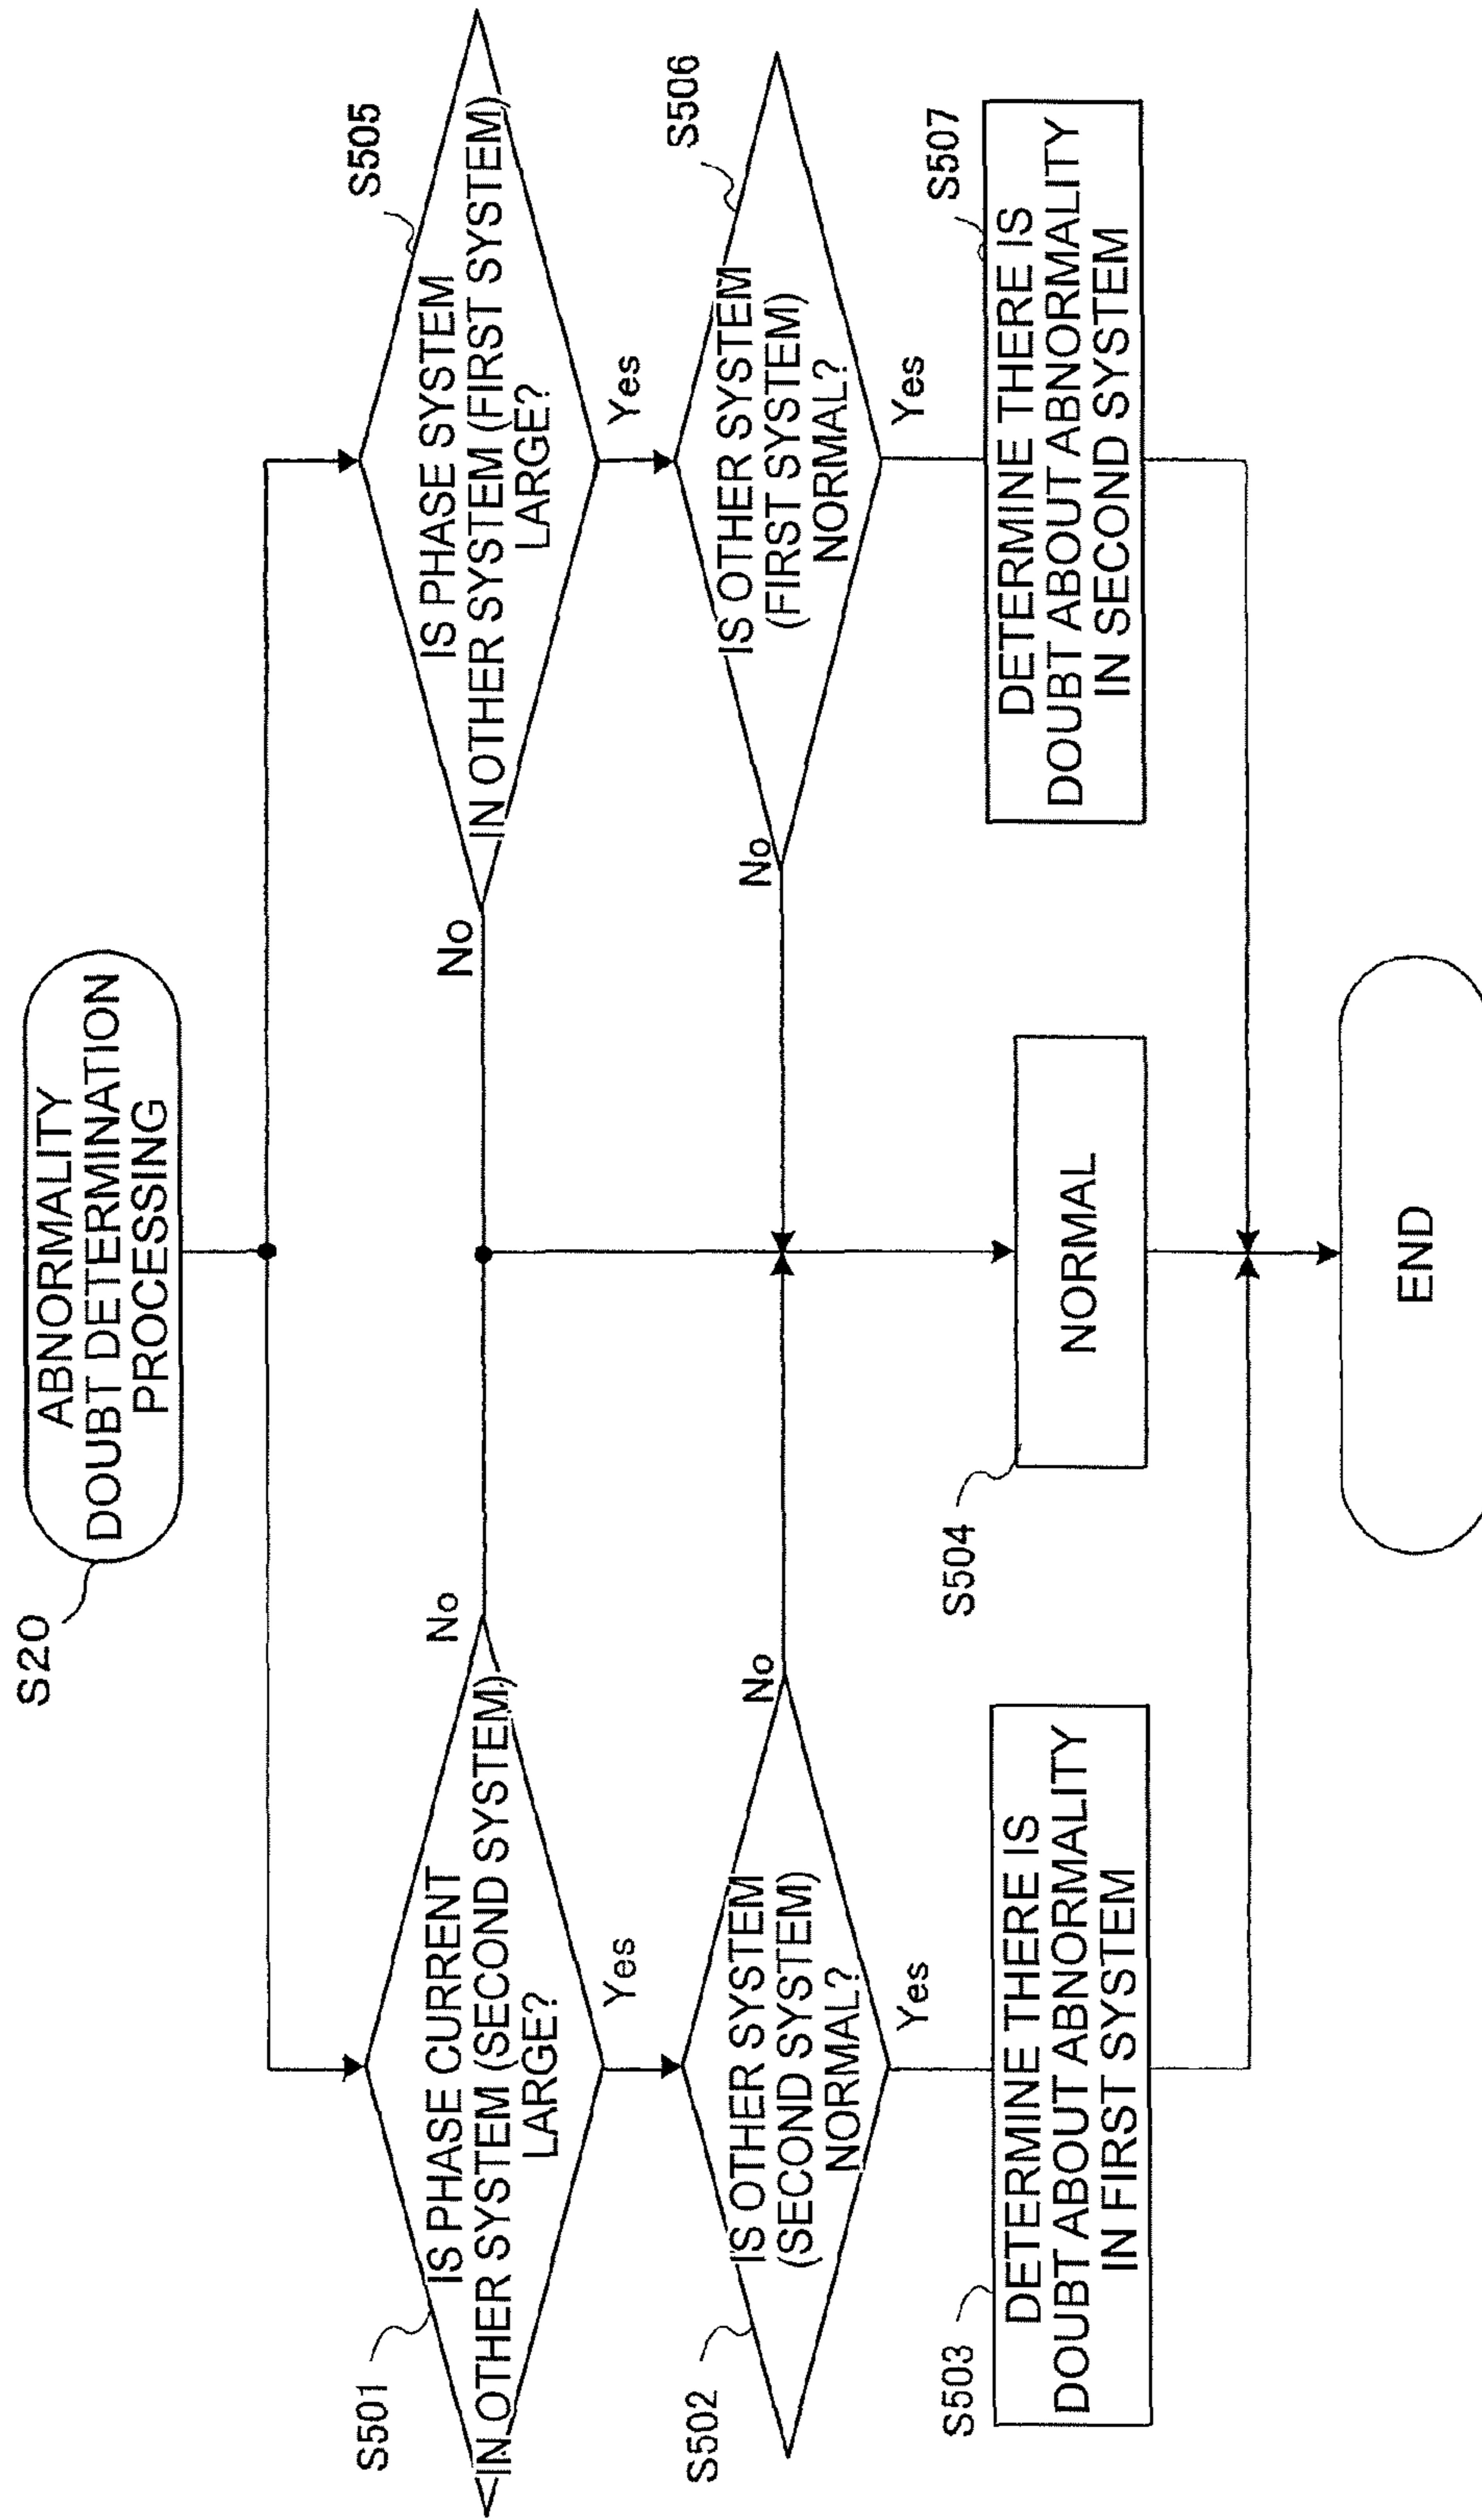 S20
ABNORMALITY
DOUBT DETERMINATION
PROCESSING
S501
IS PHASE CURRENT
IN OTHER SYSTEM (SECOND SYSTEM)
LARGE?
No
Yes
S502
IS OTHER SYSTEM
(SECOND SYSTEM)
NORMAL?
No
Yes
S503
DETERMINE THERE IS
DOUBT ABOUT ABNORMALITY
IN FIRST SYSTEM
S504
NORMAL
S505
IS PHASE SYSTEM
IN OTHER SYSTEM (FIRST SYSTEM)
LARGE?
No
Yes
S506
IS OTHER SYSTEM
(FIRST SYSTEM)
NORMAL?
No
Yes
S507
DETERMINE THERE IS
DOUBT ABOUT ABNORMALITY
IN SECOND SYSTEM
END